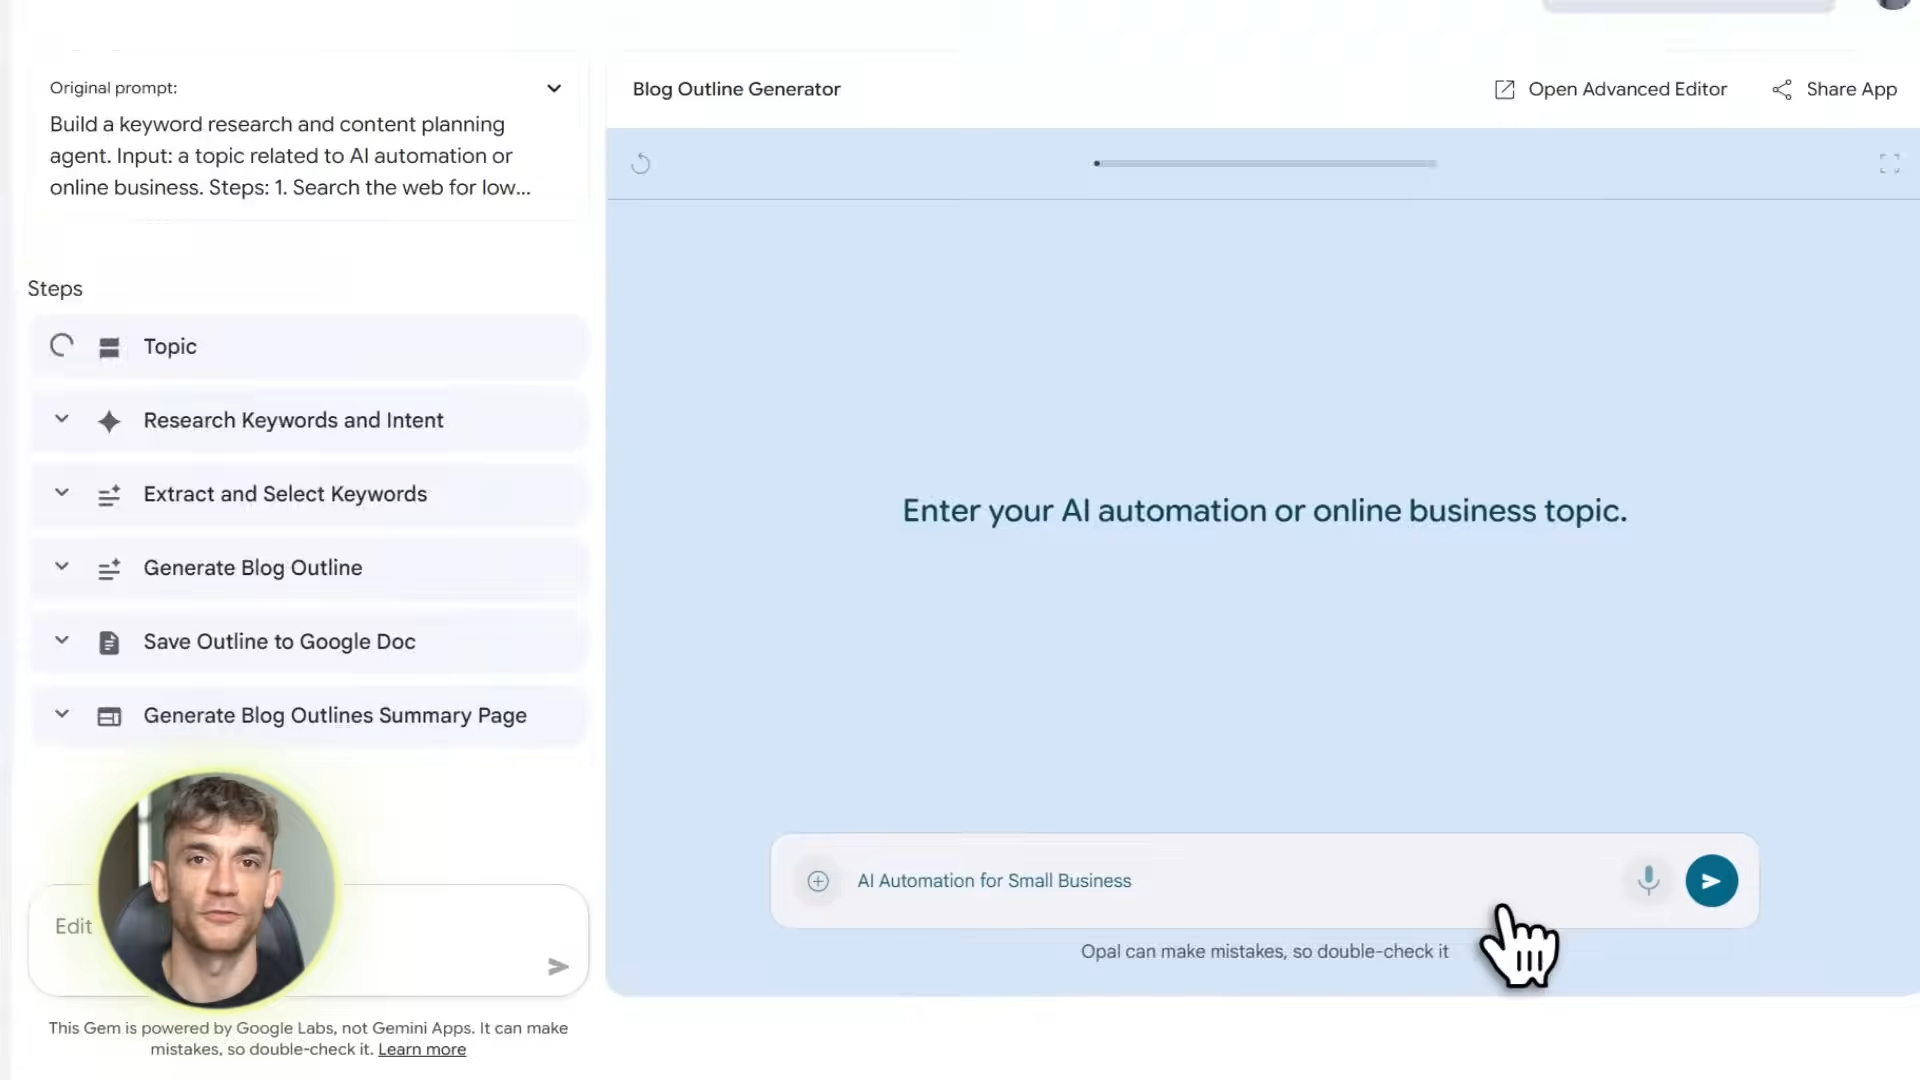 Original prompt:
Build a keyword research and content planning
agent. Input: a topic related to AI automation or
online business. Steps: 1. Search the web for low...
Steps
Topic
Research Keywords and Intent
Extract and Select Keywords
Generate Blog Outline
Save Outline to Google Doc
Generate Blog Outlines Summary Page
Edit
This Gem is powered by Google Labs, not Gemini Apps. It can make
mistakes, so double-check it. Learn more
Blog Outline Generator
Open Advanced Editor
Share App
Enter your AI automation or online business topic.
AI Automation for Small Business
Opal can make mistakes, so double-check it